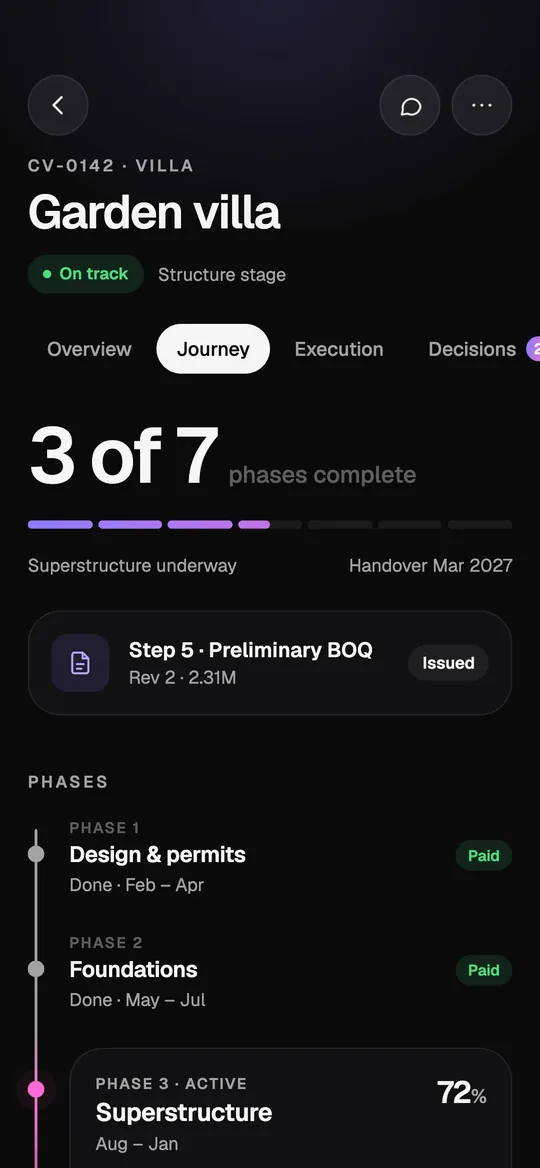 CV-0142 · VILLA
Garden villa
On track
Structure stage
Overview
Journey
Execution
Decisions
2
3 of 7 phases complete
Superstructure underway
Handover Mar 2027
Step 5 · Preliminary BOQ
Rev 2 · 2.31M
Issued
PHASES
PHASE 1
Design & permits
Paid
Done · Feb – Apr
PHASE 2
Foundations
Paid
Done · May – Jul
PHASE 3 · ACTIVE
72%
Superstructure
Aug – Jan